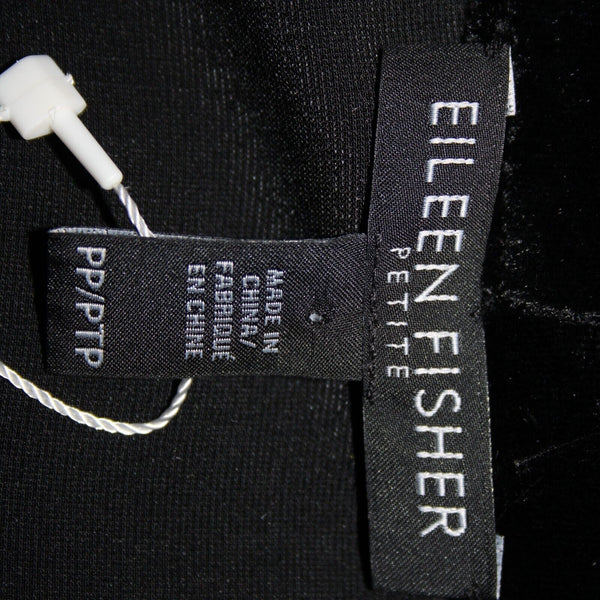 EILEEN FISHER
PETITE
MADE IN
CHINA/
FABRIQUÉ
EN CHINE
PP/PTP